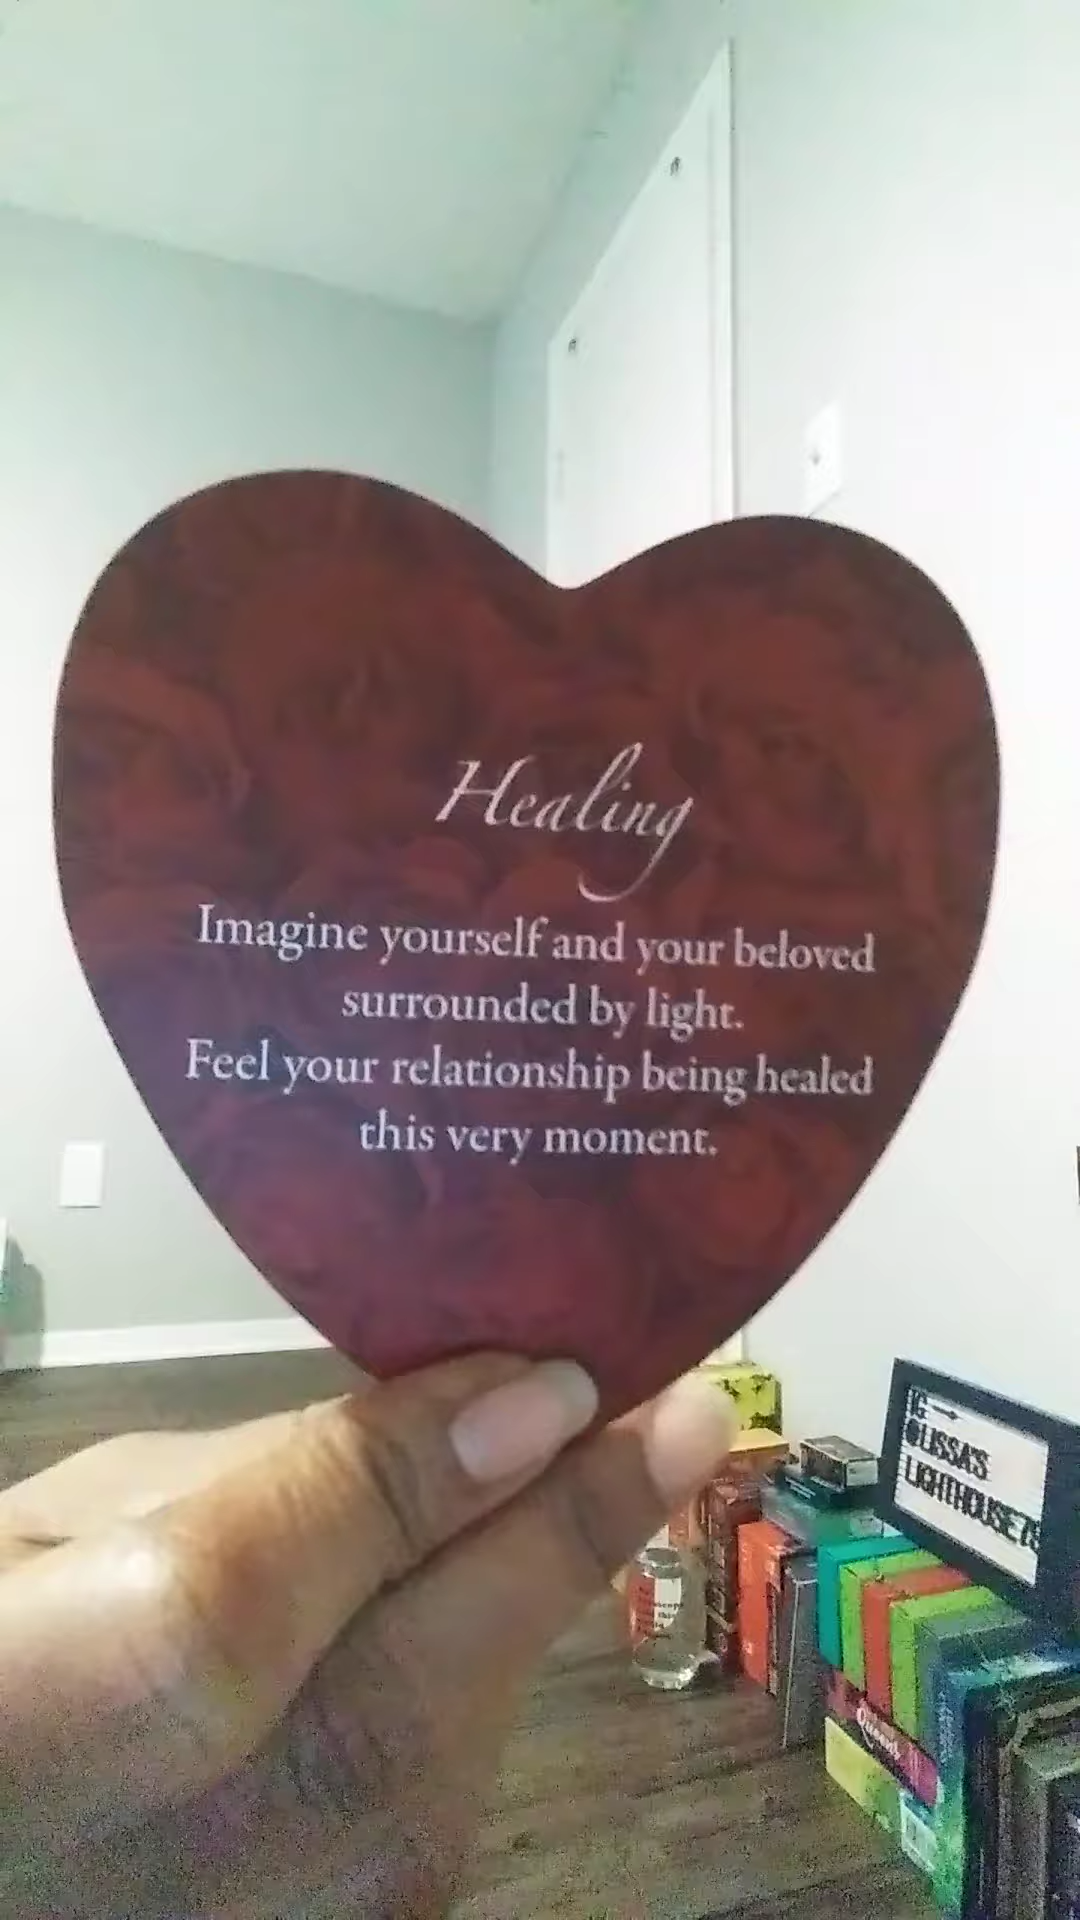 Healing
Imagine yourself and your beloved
surrounded by light.
Feel your relationship being healed
this very moment.
IG →
@LISSA'S
LIGHTHOUSE75